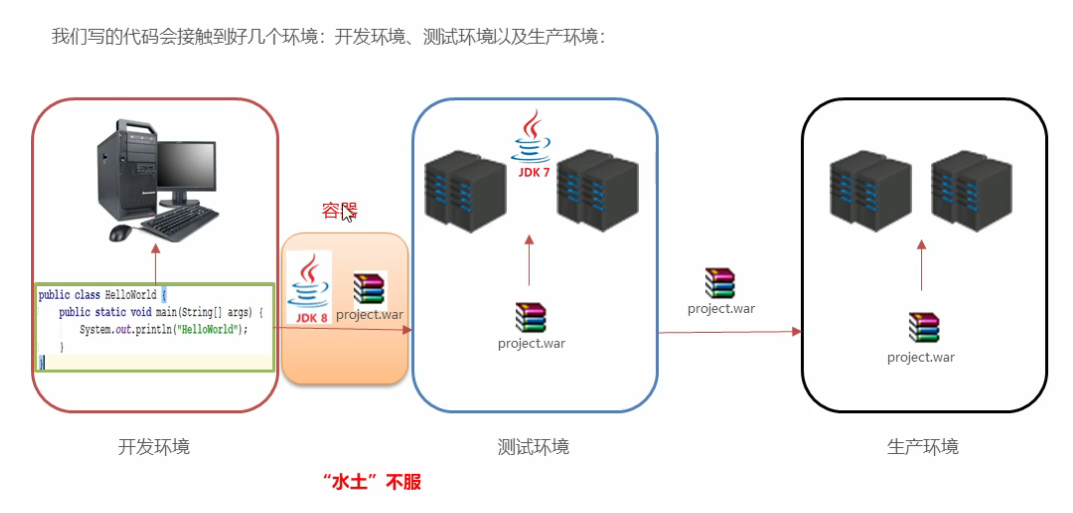 我们写的代码会接触到好几个环境：开发环境、测试环境以及生产环境：
JDK 7
容器
public class HelloWorld {
public static void main(String[] args) {
System.out.println("HelloWorld");
}
}
JDK 8
project.war
project.war
project.war
project.war
开发环境
测试环境
生产环境
“水土”不服